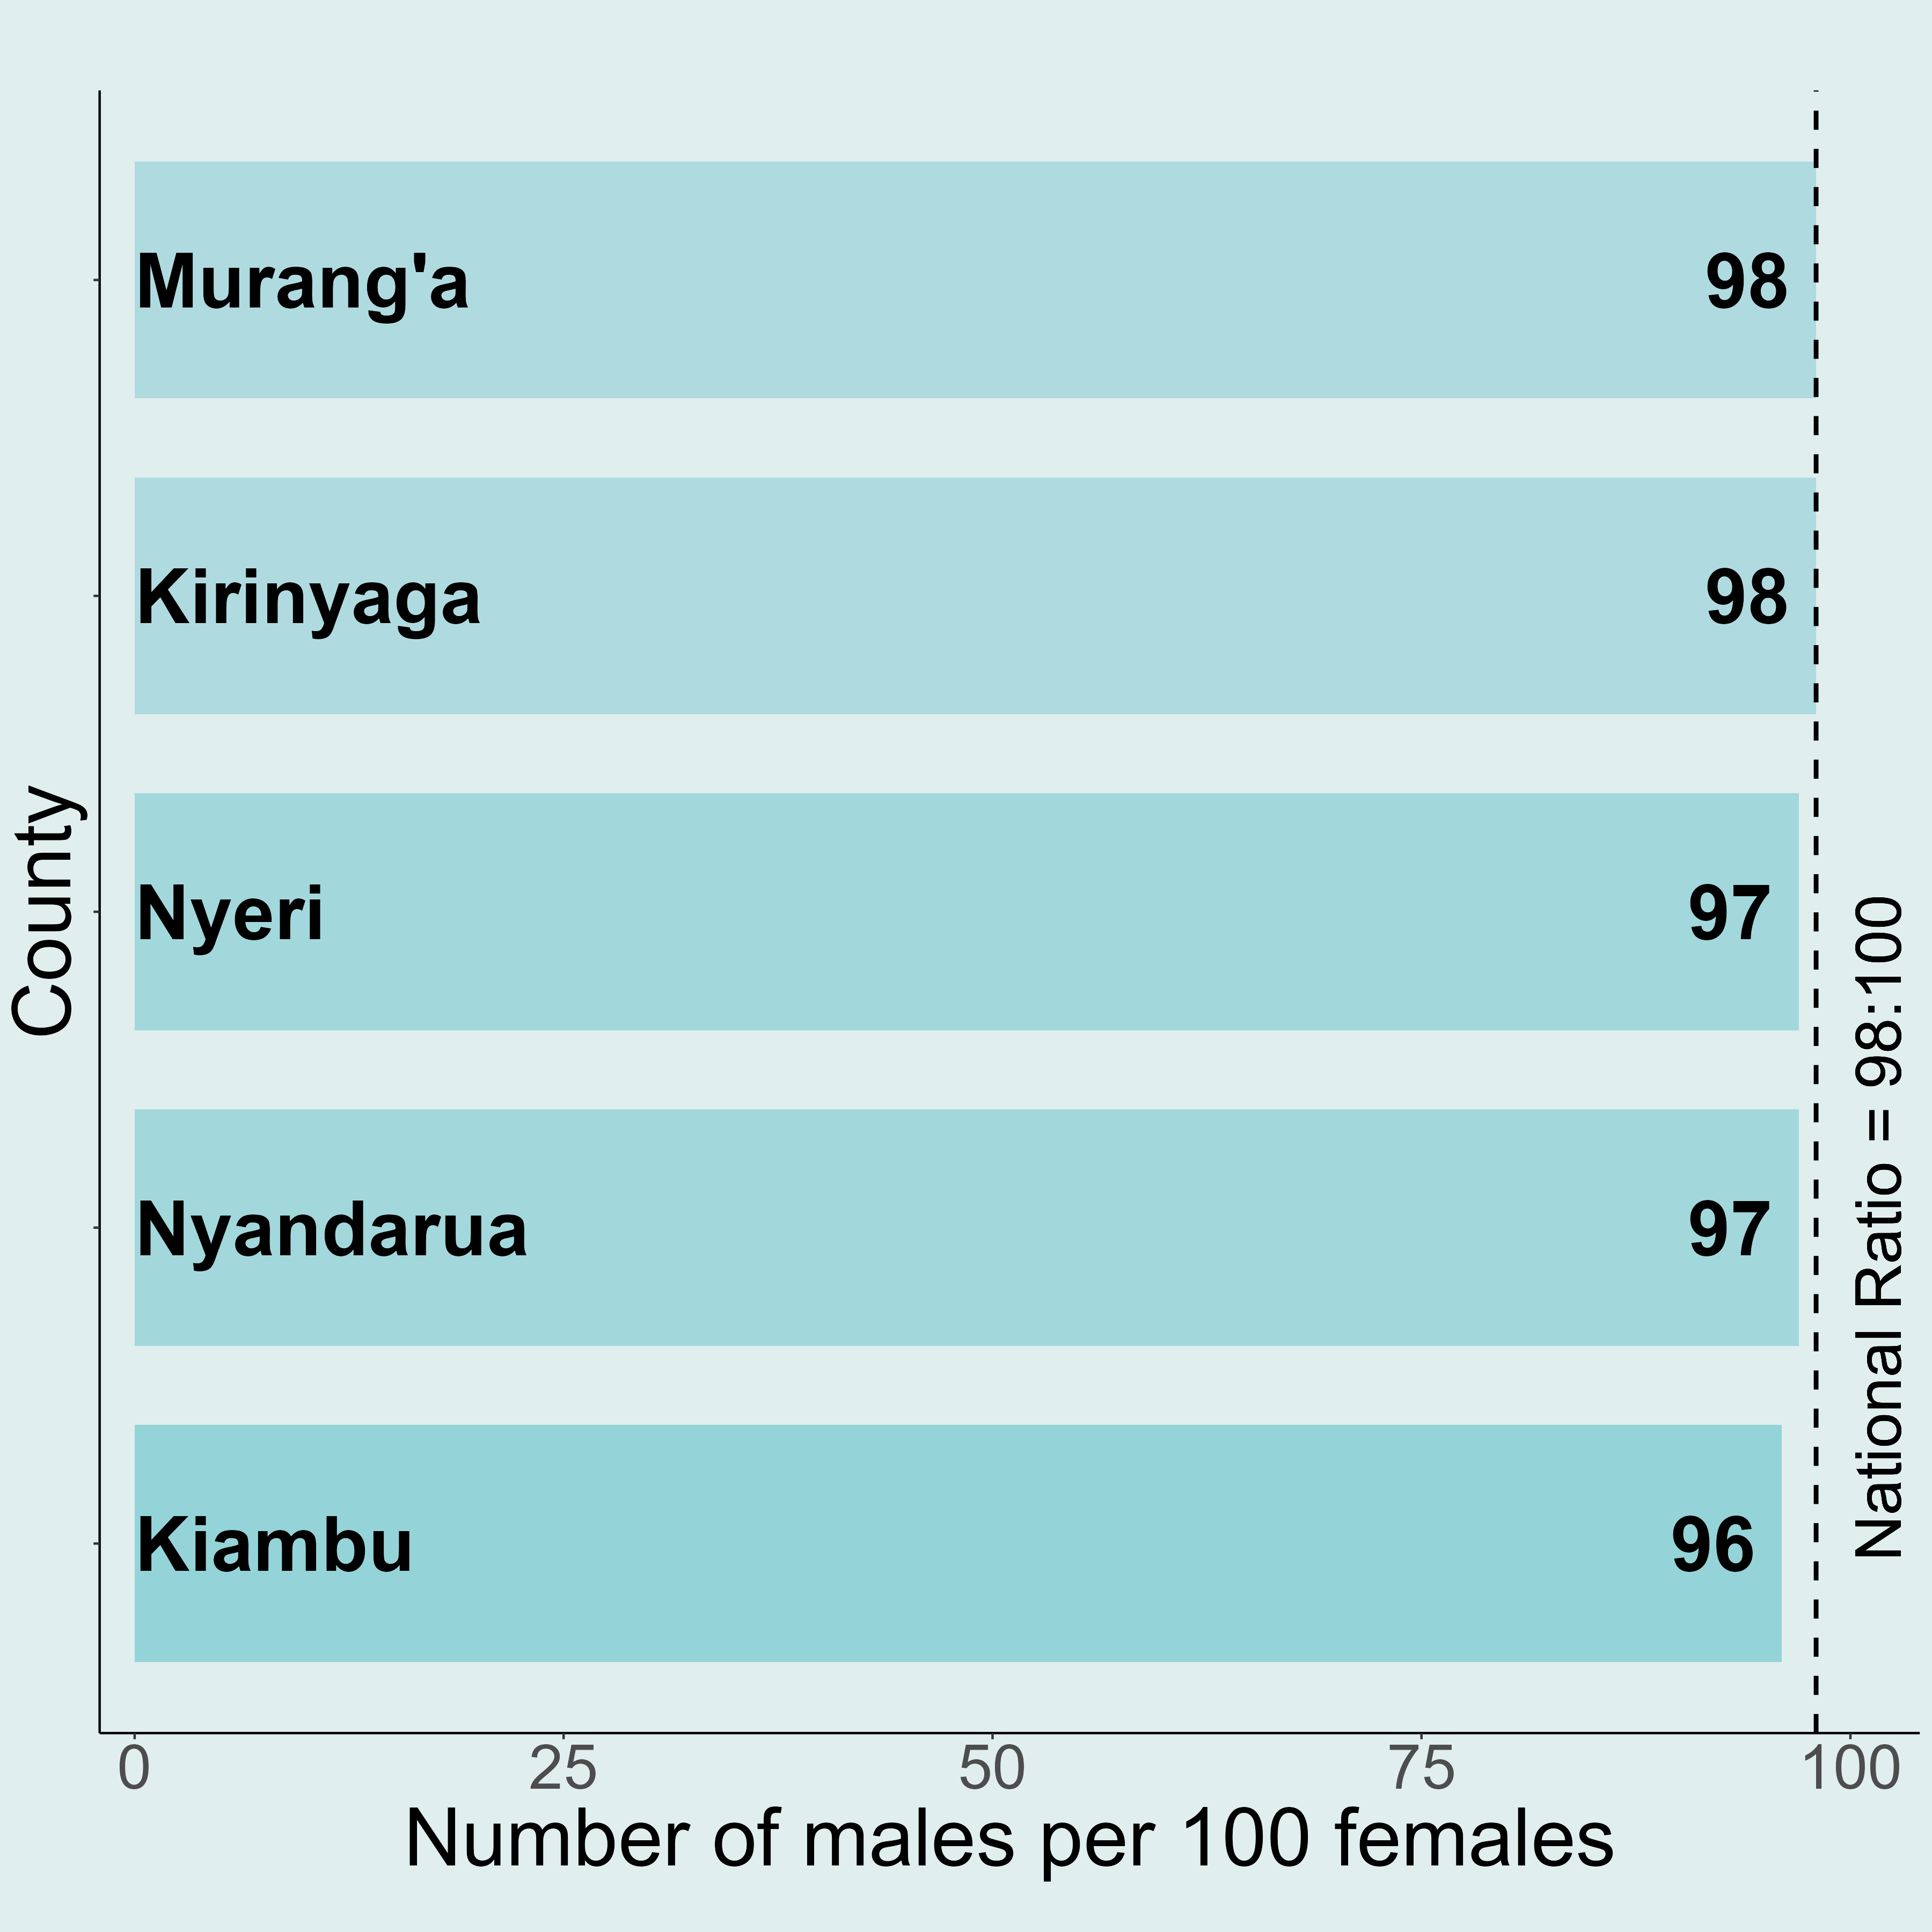 Murang'a 98
Kirinyaga 98
Nyeri 97
Nyandarua 97
Kiambu 96
County
National Ratio = 98:100
0 25 50 75 100
Number of males per 100 females